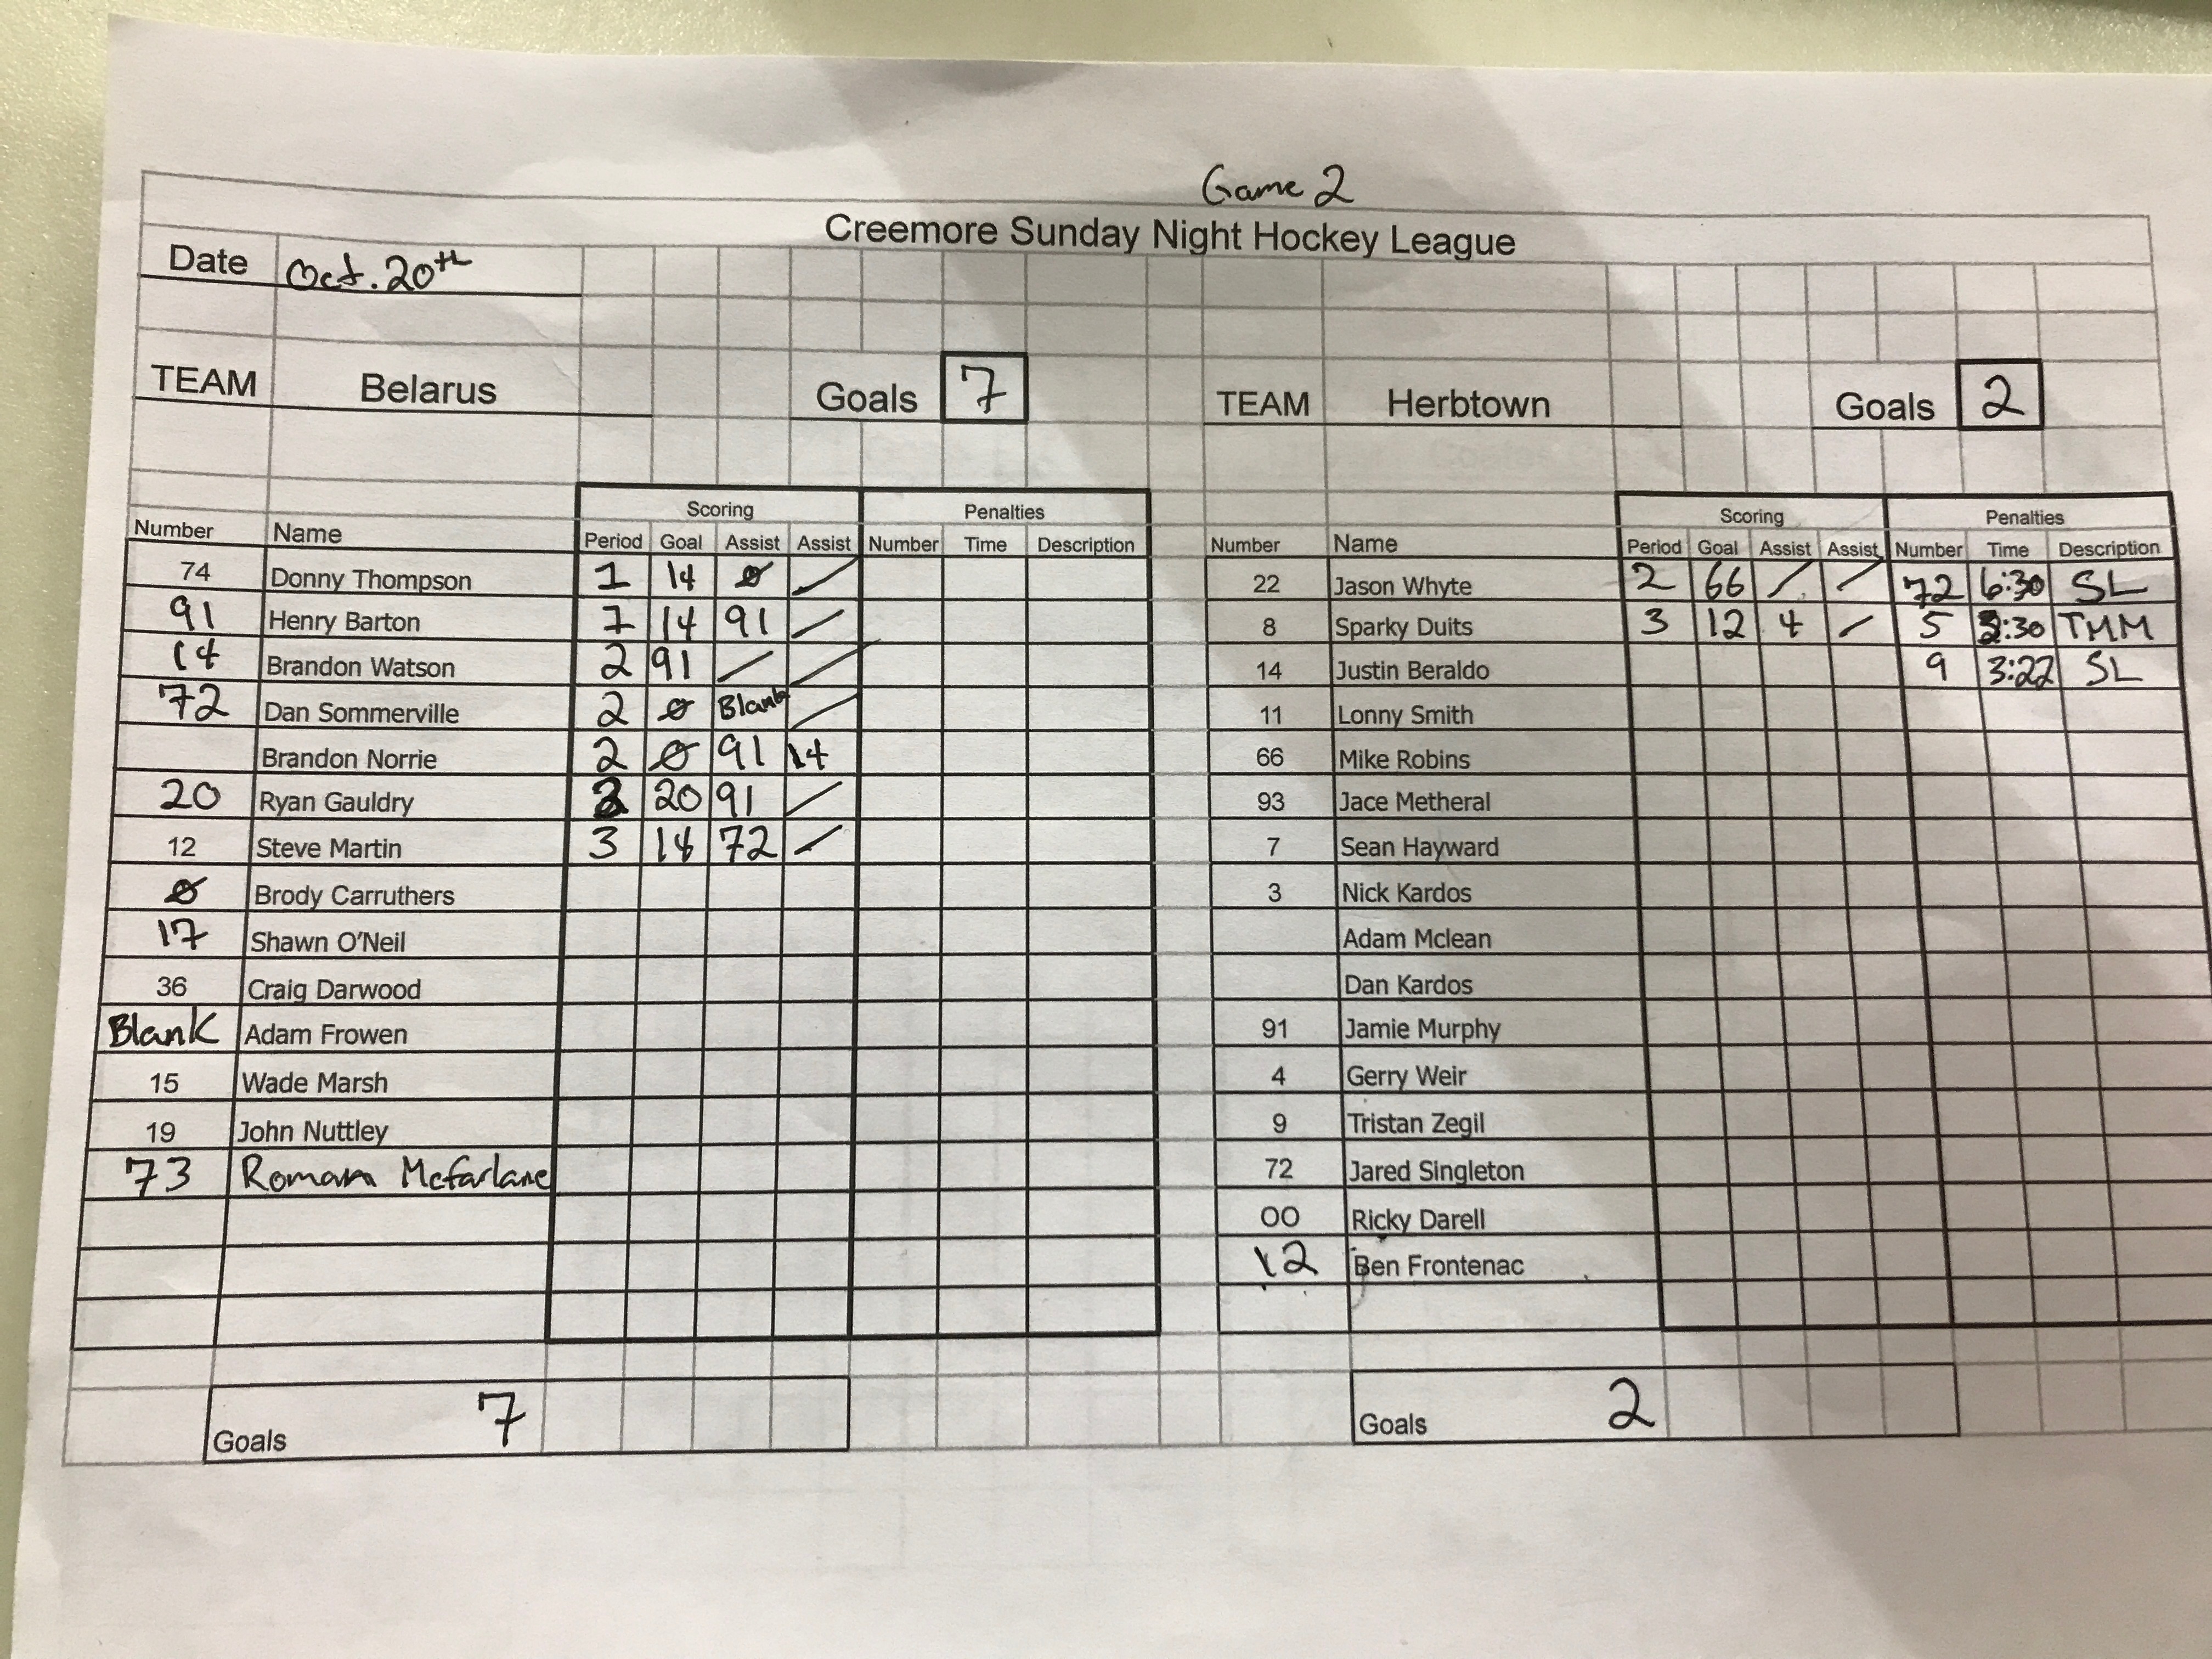 Game 2
Creemore Sunday Night Hockey League
Date Oct. 20th
TEAM Belarus Goals 7 TEAM Herbtown Goals 2
Scoring Penalties Scoring Penalties
Number Name Period Goal Assist Assist Number Time Description Number Name Period Goal Assist Assist Number Time Description
74 Donny Thompson 1 14 Ø / 22 Jason Whyte 2 66 / / 72 6:30 SL
91 Henry Barton 7 14 91 / 8 Sparky Duits 3 12 4 / 5 :30 TMM
14 Brandon Watson 2 91 / / 14 Justin Beraldo 9 3:22 SL
72 Dan Sommerville 2 Ø Blank / 11 Lonny Smith
Brandon Norrie 2 Ø 91 14 66 Mike Robins
20 Ryan Gauldry 20 91 / 93 Jace Metheral
12 Steve Martin 3 14 72 / 7 Sean Hayward
Ø Brody Carruthers 3 Nick Kardos
17 Shawn O'Neil Adam Mclean
36 Craig Darwood Dan Kardos
Blank Adam Frowen 91 Jamie Murphy
15 Wade Marsh 4 Gerry Weir
19 John Nuttley 9 Tristan Zegil
73 Roman Mcfarlane 72 Jared Singleton
00 Ricky Darell
12 Ben Frontenac
Goals 7 Goals 2